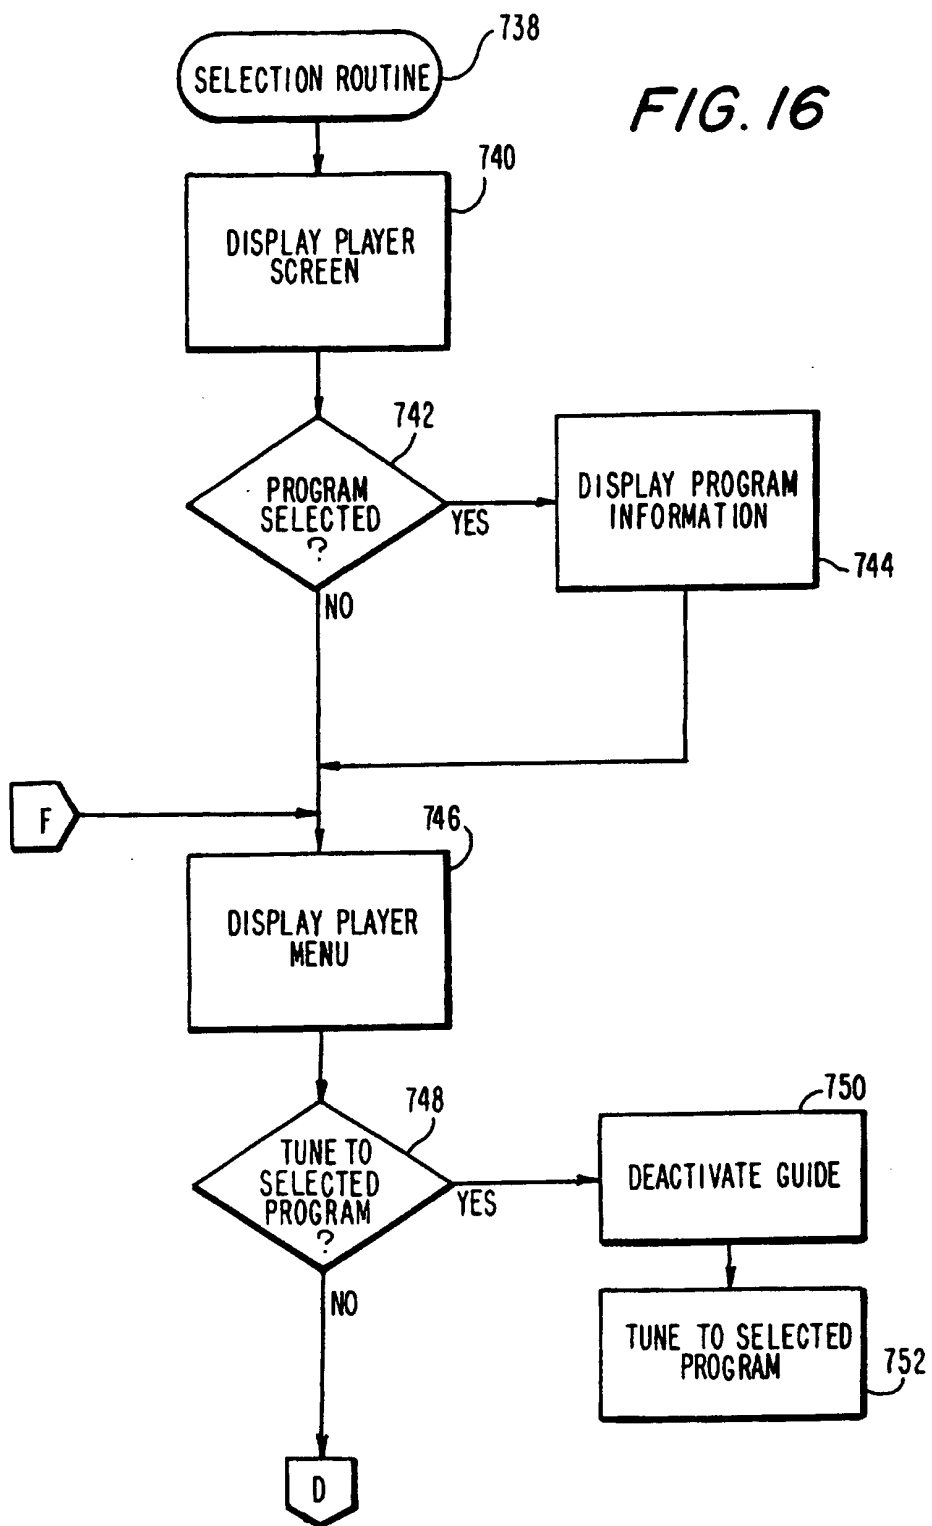 738
SELECTION ROUTINE
FIG. 16
740
DISPLAY PLAYER
SCREEN
742
PROGRAM
SELECTED
?
YES
NO
DISPLAY PROGRAM
INFORMATION
744
F
746
DISPLAY PLAYER
MENU
748
TUNE TO
SELECTED
PROGRAM
?
YES
NO
750
DEACTIVATE GUIDE
TUNE TO SELECTED
PROGRAM
752
D